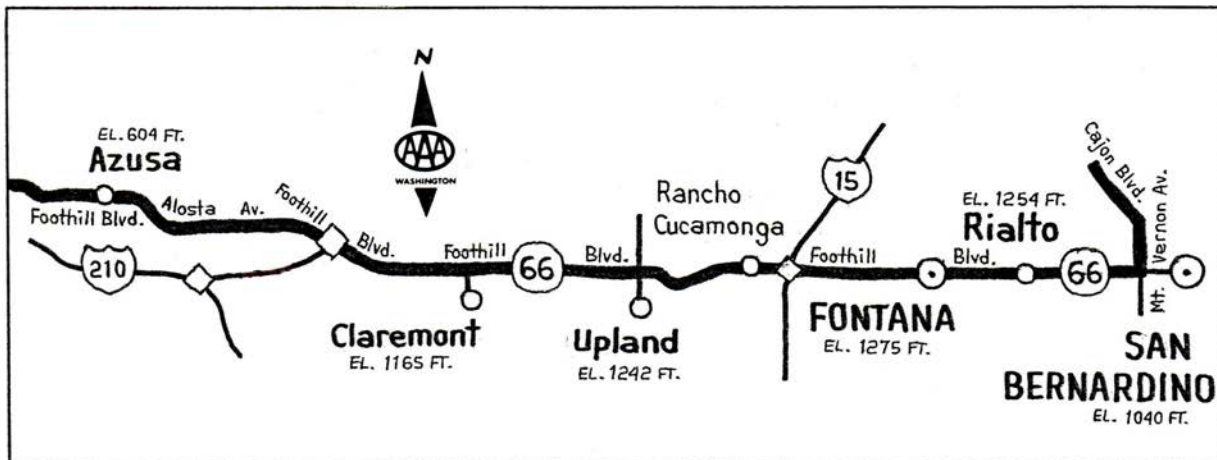 N
AAA
WASHINGTON
EL. 604 FT.
Azusa
Foothill Blvd.
Alosta Av.
Foothill Blvd.
210
Foothill
66
Blvd.
Claremont
EL. 1165 FT.
Upland
EL. 1242 FT.
Rancho
Cucamonga
15
Foothill
Blvd.
FONTANA
EL. 1275 FT.
EL. 1254 FT.
Rialto
66
Cajon Blvd.
Mt. Vernon Av.
SAN
BERNARDINO
EL. 1040 FT.